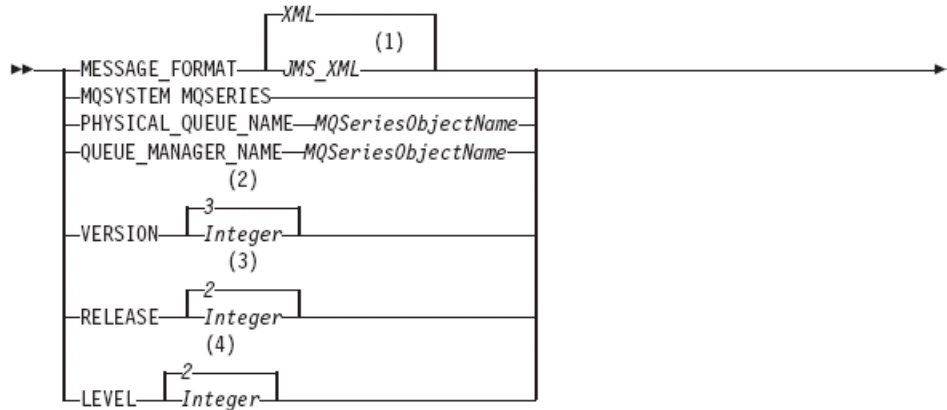 XML
(1)
MESSAGE_FORMAT JMS_XML
MQSYSTEM MQSERIES
PHYSICAL_QUEUE_NAME MQSeriesObjectName
QUEUE_MANAGER_NAME MQSeriesObjectName
(2)
3
VERSION Integer
(3)
2
RELEASE Integer
(4)
2
LEVEL Integer